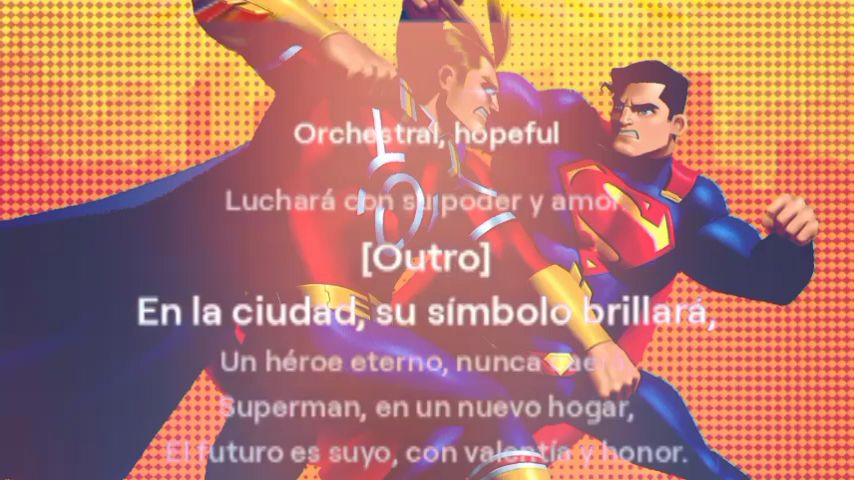 Orchestral, hopeful
Luchará con su poder y amor
[Outro]
En la ciudad, su símbolo brillará,
Un héroe eterno, nunca caerá,
Superman, en un nuevo hogar,
El futuro es suyo, con valentía y honor.